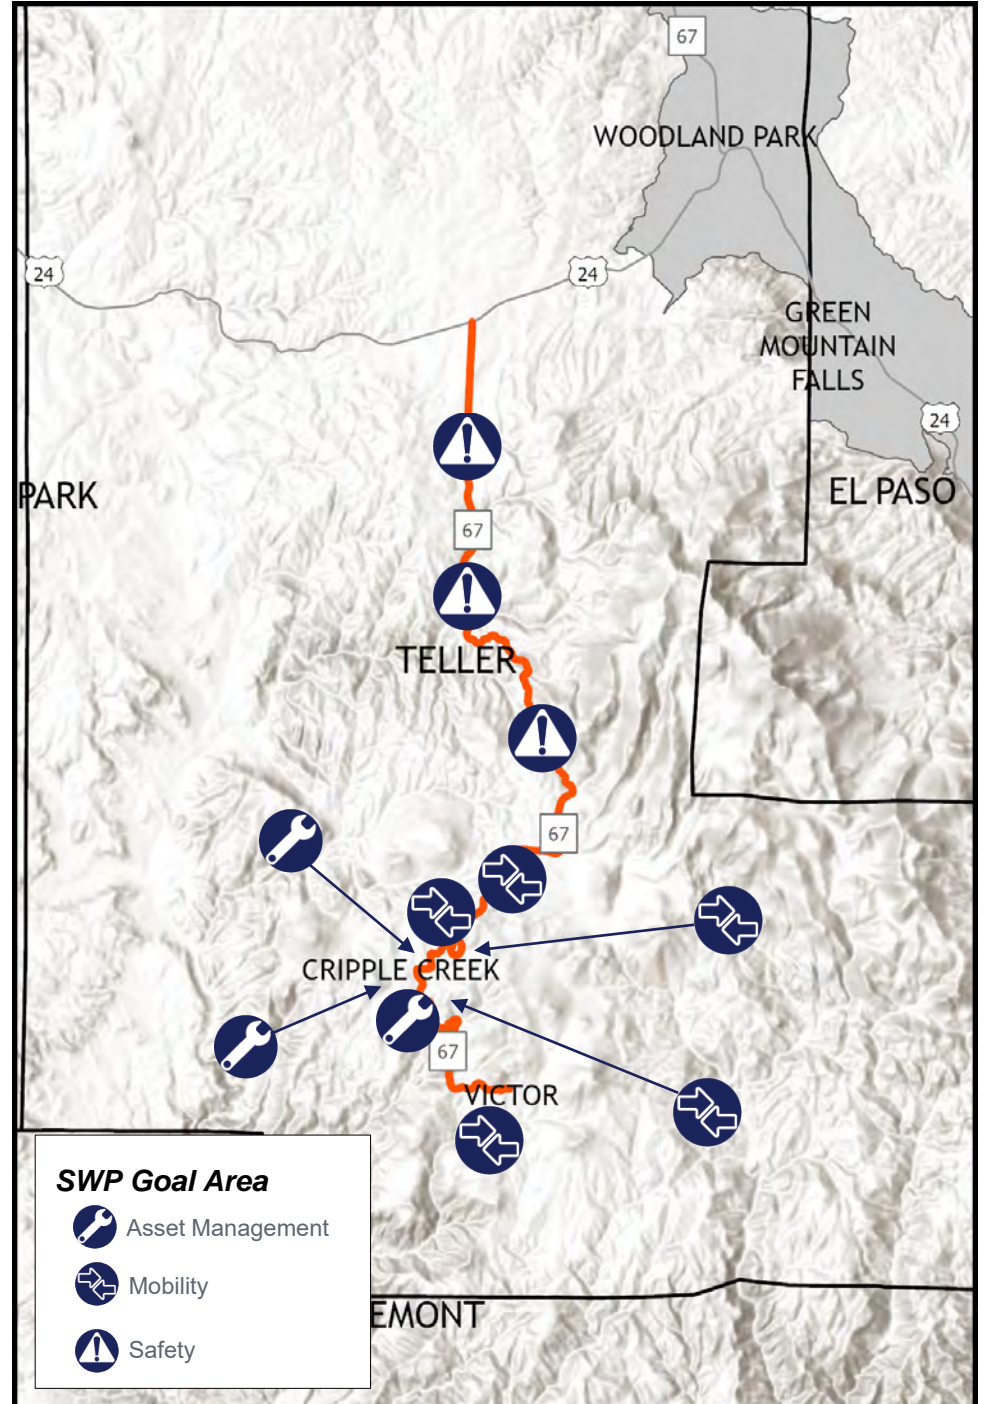 67
WOODLAND PARK
24
24
GREEN
MOUNTAIN
FALLS
24
PARK
EL PASO
67
TELLER
67
CRIPPLE CREEK
67
VICTOR
SWP Goal Area
Asset Management
Mobility
Safety
EMONT